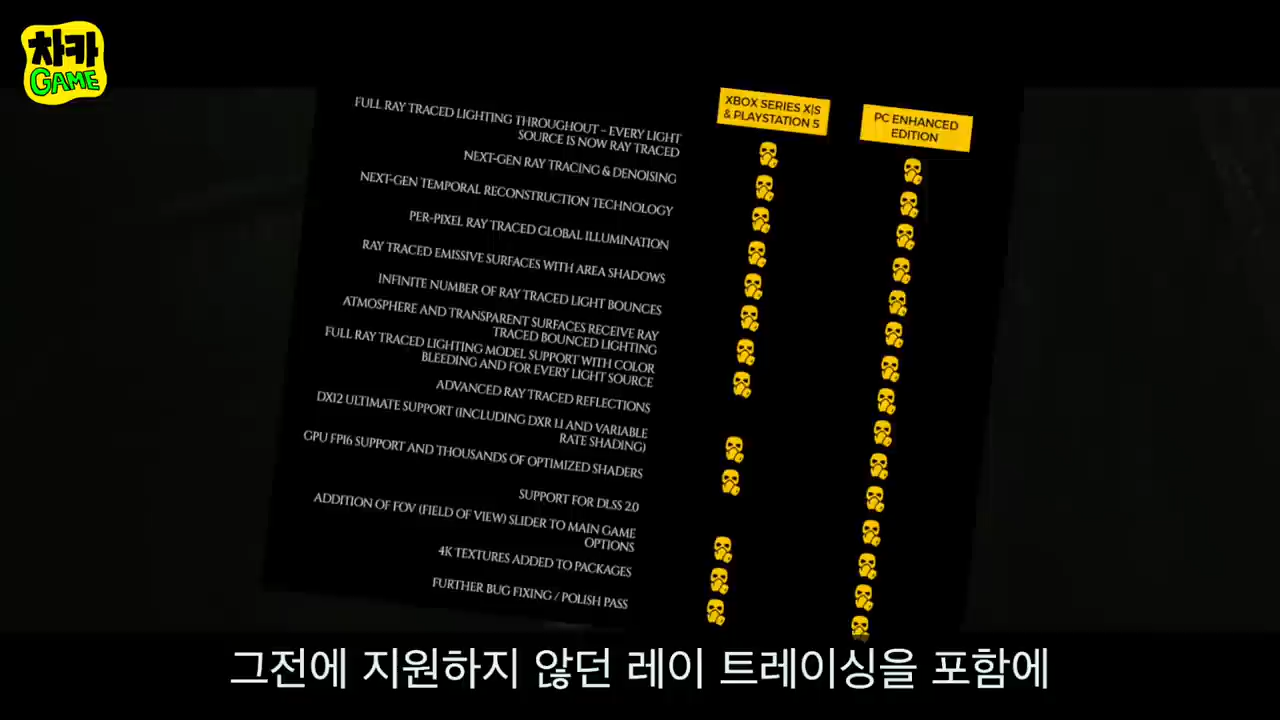 차카
GAME
XBOX SERIES X|S
& PLAYSTATION 5
PC ENHANCED
EDITION
FULL RAY TRACED LIGHTING THROUGHOUT – EVERY LIGHT
SOURCE IS NOW RAY TRACED
NEXT-GEN RAY TRACING & DENOISING
NEXT-GEN TEMPORAL RECONSTRUCTION TECHNOLOGY
PER-PIXEL RAY TRACED GLOBAL ILLUMINATION
RAY TRACED EMISSIVE SURFACES WITH AREA SHADOWS
INFINITE NUMBER OF RAY TRACED LIGHT BOUNCES
ATMOSPHERE AND TRANSPARENT SURFACES RECEIVE RAY
TRACED BOUNCED LIGHTING
FULL RAY TRACED LIGHTING MODEL SUPPORT WITH COLOR
BLEEDING AND FOR EVERY LIGHT SOURCE
ADVANCED RAY TRACED REFLECTIONS
DX12 ULTIMATE SUPPORT (INCLUDING DXR 1.1 AND VARIABLE
RATE SHADING)
GPU FP16 SUPPORT AND THOUSANDS OF OPTIMIZED SHADERS
SUPPORT FOR DLSS 2.0
ADDITION OF FOV (FIELD OF VIEW) SLIDER TO MAIN GAME
OPTIONS
4K TEXTURES ADDED TO PACKAGES
FURTHER BUG FIXING / POLISH PASS
그전에 지원하지 않던 레이 트레이싱을 포함에